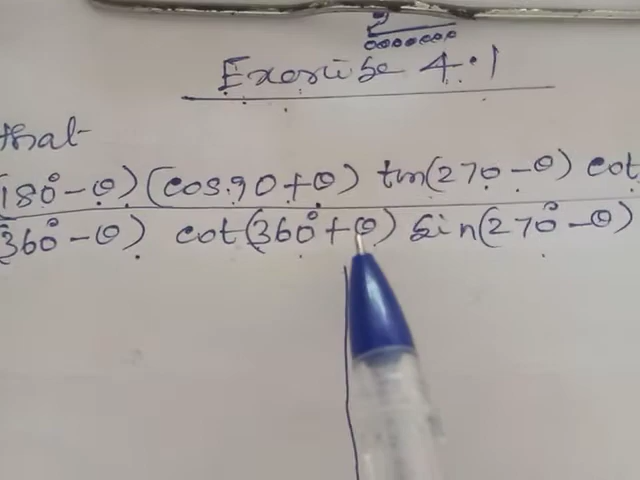 Exercise 4.1
that
(180°-θ)(cos.90+θ) tan(270-θ) cot
(360°-θ) cot(360°+θ) sin(270°-θ)